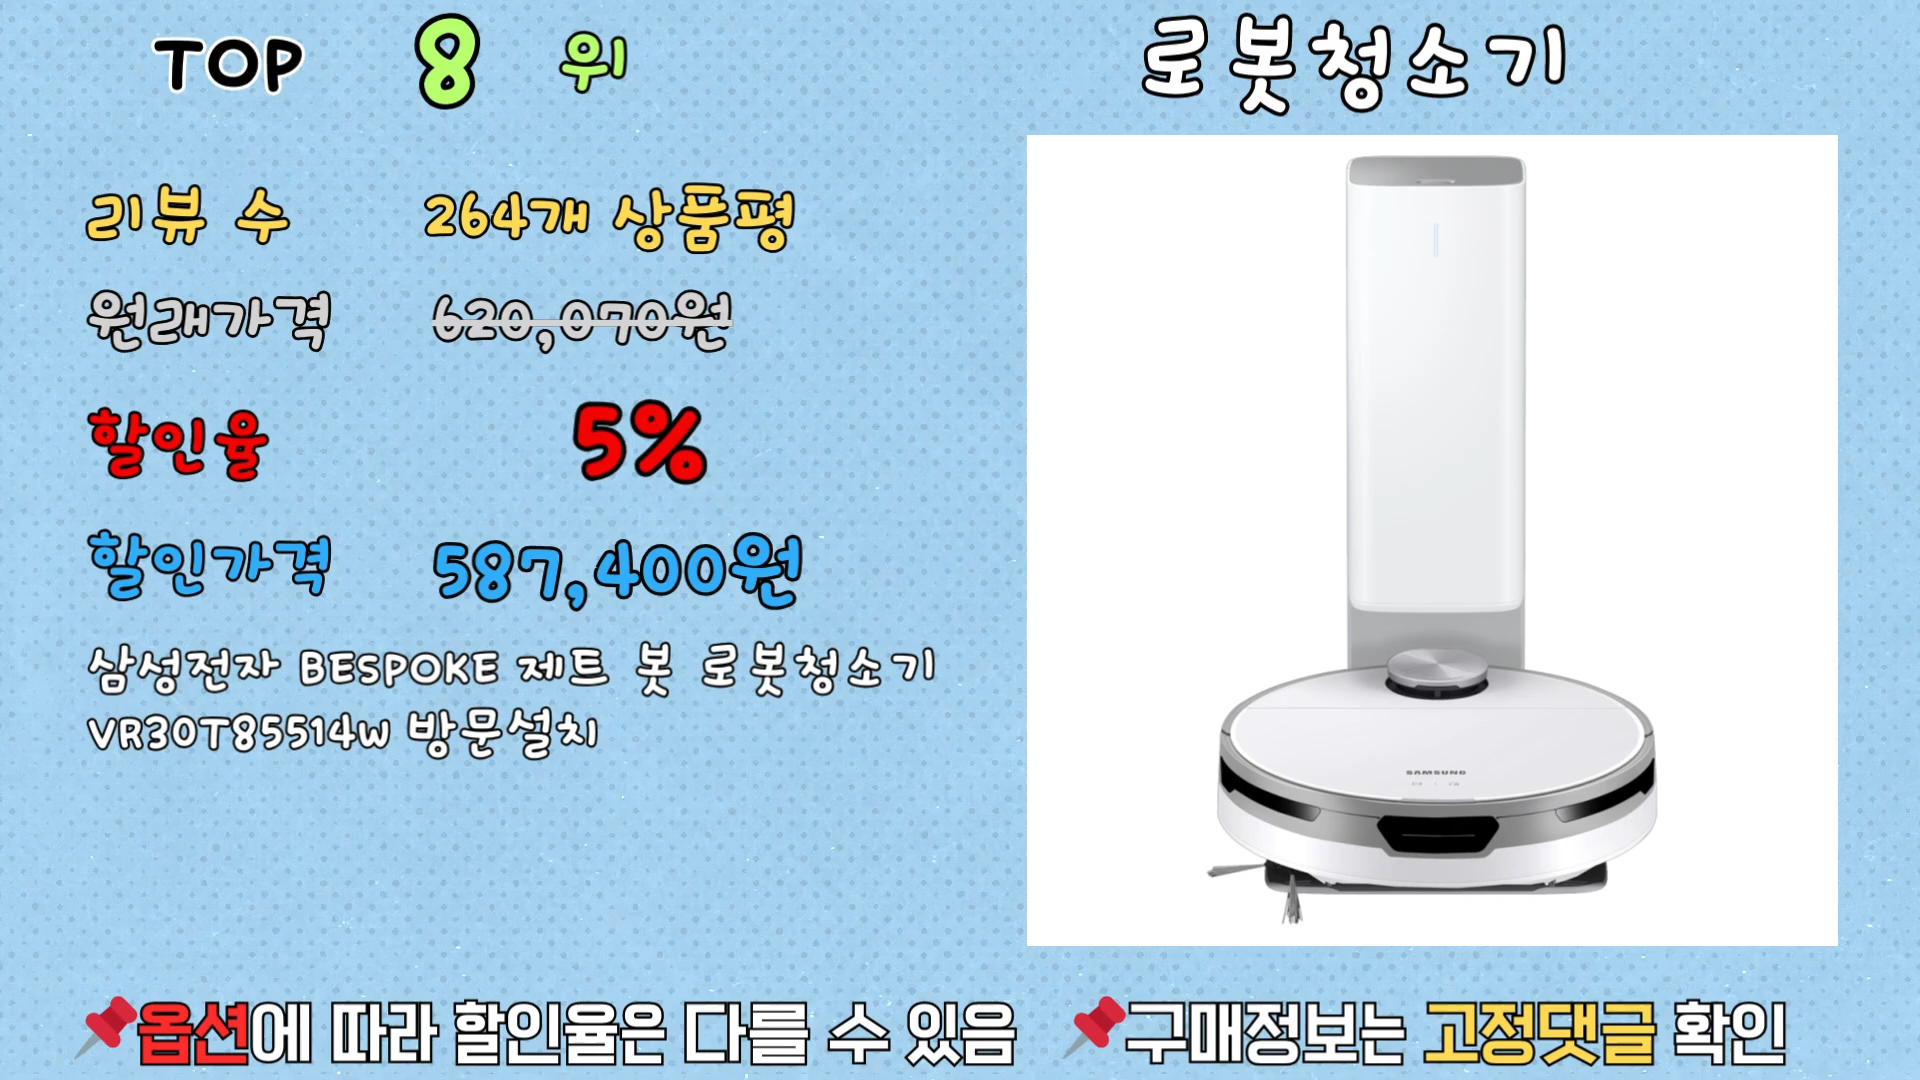 TOP 8 위
로봇청소기
리뷰 수 264개 상품평
원래가격 620,070원
할인율 5%
할인가격 587,400원
삼성전자 BESPOKE 제트 봇 로봇청소기
VR30T85514W 방문설치
SAMSUNG
옵션에 따라 할인율은 다를 수 있음
구매정보는 고정댓글 확인